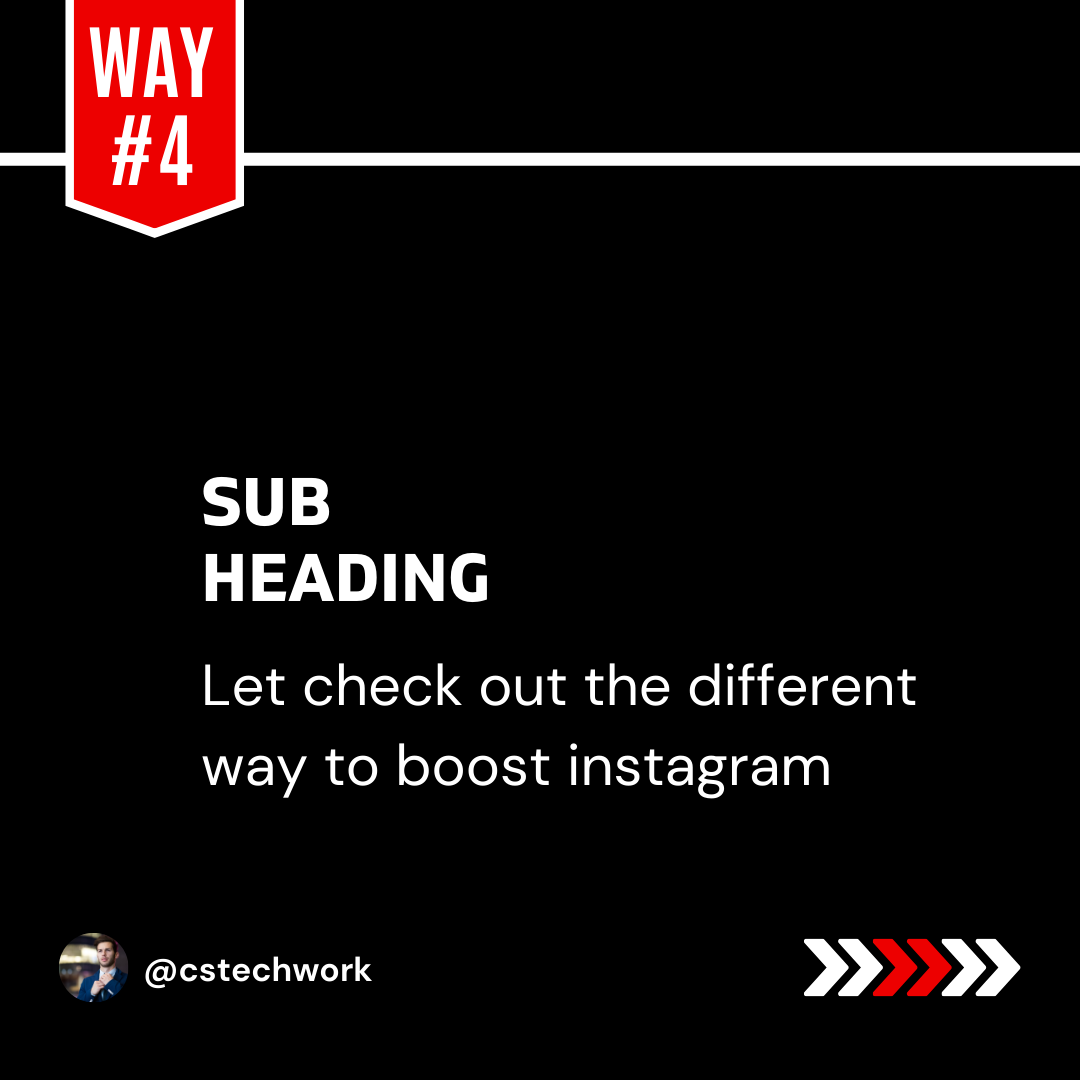 WAY
#4
SUB
HEADING
Let check out the different
way to boost instagram
@cstechwork